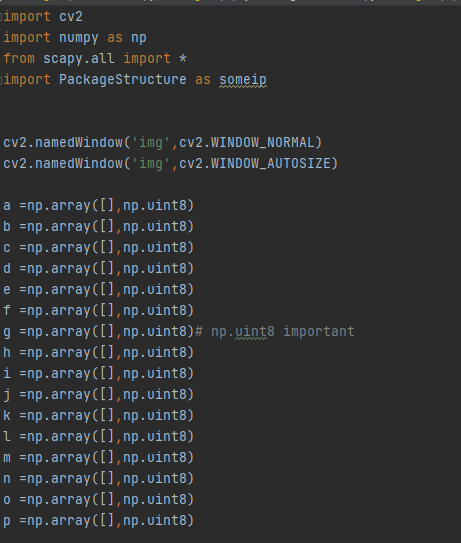 import cv2
import numpy as np
from scapy.all import *
import PackageStructure as someip
cv2.namedWindow('img',cv2.WINDOW_NORMAL)
cv2.namedWindow('img',cv2.WINDOW_AUTOSIZE)
a =np.array([],np.uint8)
b =np.array([],np.uint8)
c =np.array([],np.uint8)
d =np.array([],np.uint8)
e =np.array([],np.uint8)
f =np.array([],np.uint8)
g =np.array([],np.uint8)# np.uint8 important
h =np.array([],np.uint8)
i =np.array([],np.uint8)
j =np.array([],np.uint8)
k =np.array([],np.uint8)
l =np.array([],np.uint8)
m =np.array([],np.uint8)
n =np.array([],np.uint8)
o =np.array([],np.uint8)
p =np.array([],np.uint8)